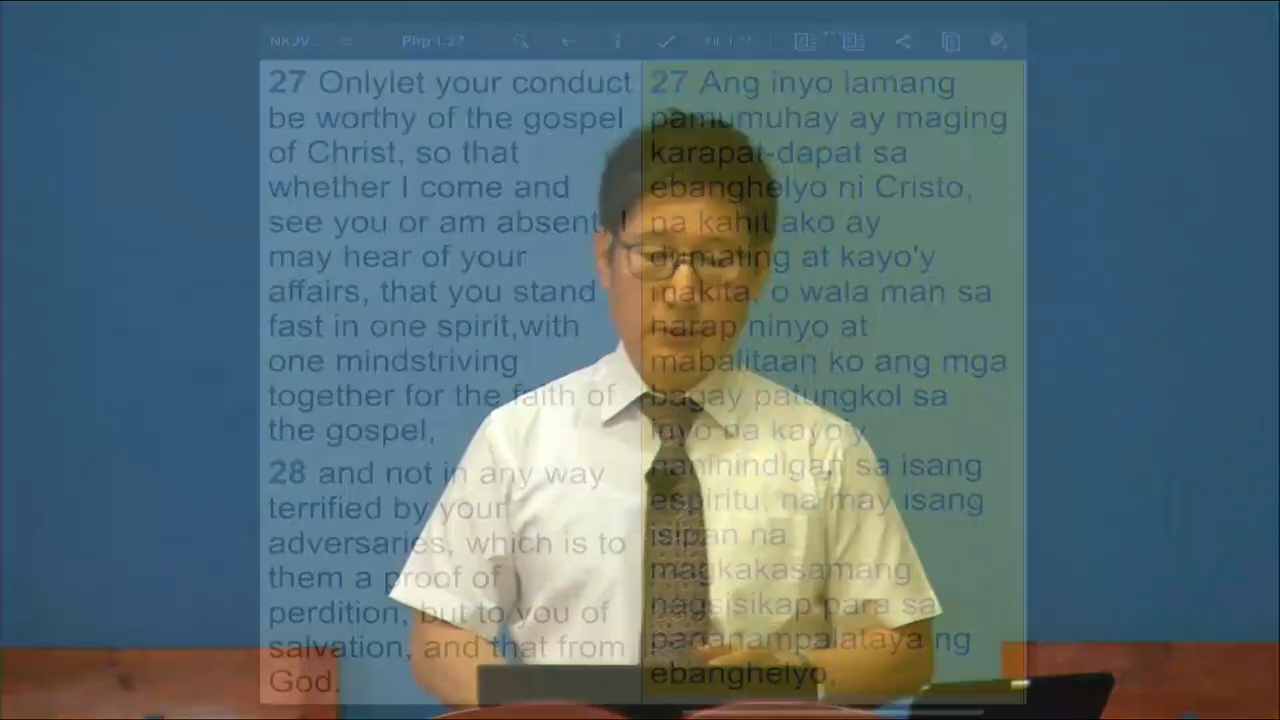 NKJV...
Php 1.27
27 Onlylet your conduct
be worthy of the gospel
of Christ, so that
whether I come and
see you or am absent, I
may hear of your
affairs, that you stand
fast in one spirit,with
one mindstriving
together for the faith of
the gospel,
28 and not in any way
terrified by your
adversaries, which is to
them a proof of
perdition, but to you of
salvation, and that from
God.
27 Ang inyo lamang
pamumuhay ay maging
karapat-dapat sa
ebanghelyo ni Cristo,
na kahit ako ay
dumating at kayo'y
makita, o wala man sa
harap ninyo at
mabalitaan ko ang mga
bagay patungkol sa
inyo na kayo'y
naninindigan sa isang
espiritu, na may isang
isipan na
magkakasamang
nagsisikap para sa
pananampalataya ng
ebanghelyo,